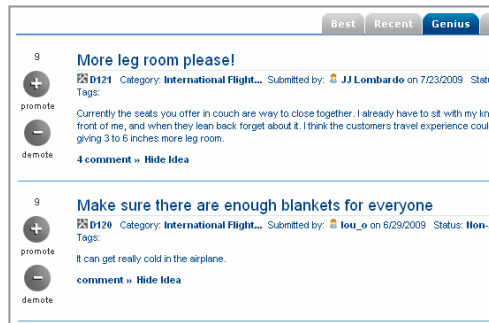 Best Recent Genius
9
More leg room please!
promote
D121 Category: International Flight... Submitted by: JJ Lombardo on 7/23/2009
Tags:
Currently the seats you offer in couch are way to close together. I already have to sit with my
front of me, and when they lean back forget about it. I think the customers travel experience
giving 3 to 6 inches more leg room.
demote
4 comment » Hide Idea
9
Make sure there are enough blankets for everyone
promote
D120 Category: International Flight... Submitted by: lou_o on 6/29/2009 Status: Non-
Tags:
It can get really cold in the airplane.
demote
comment » Hide Idea